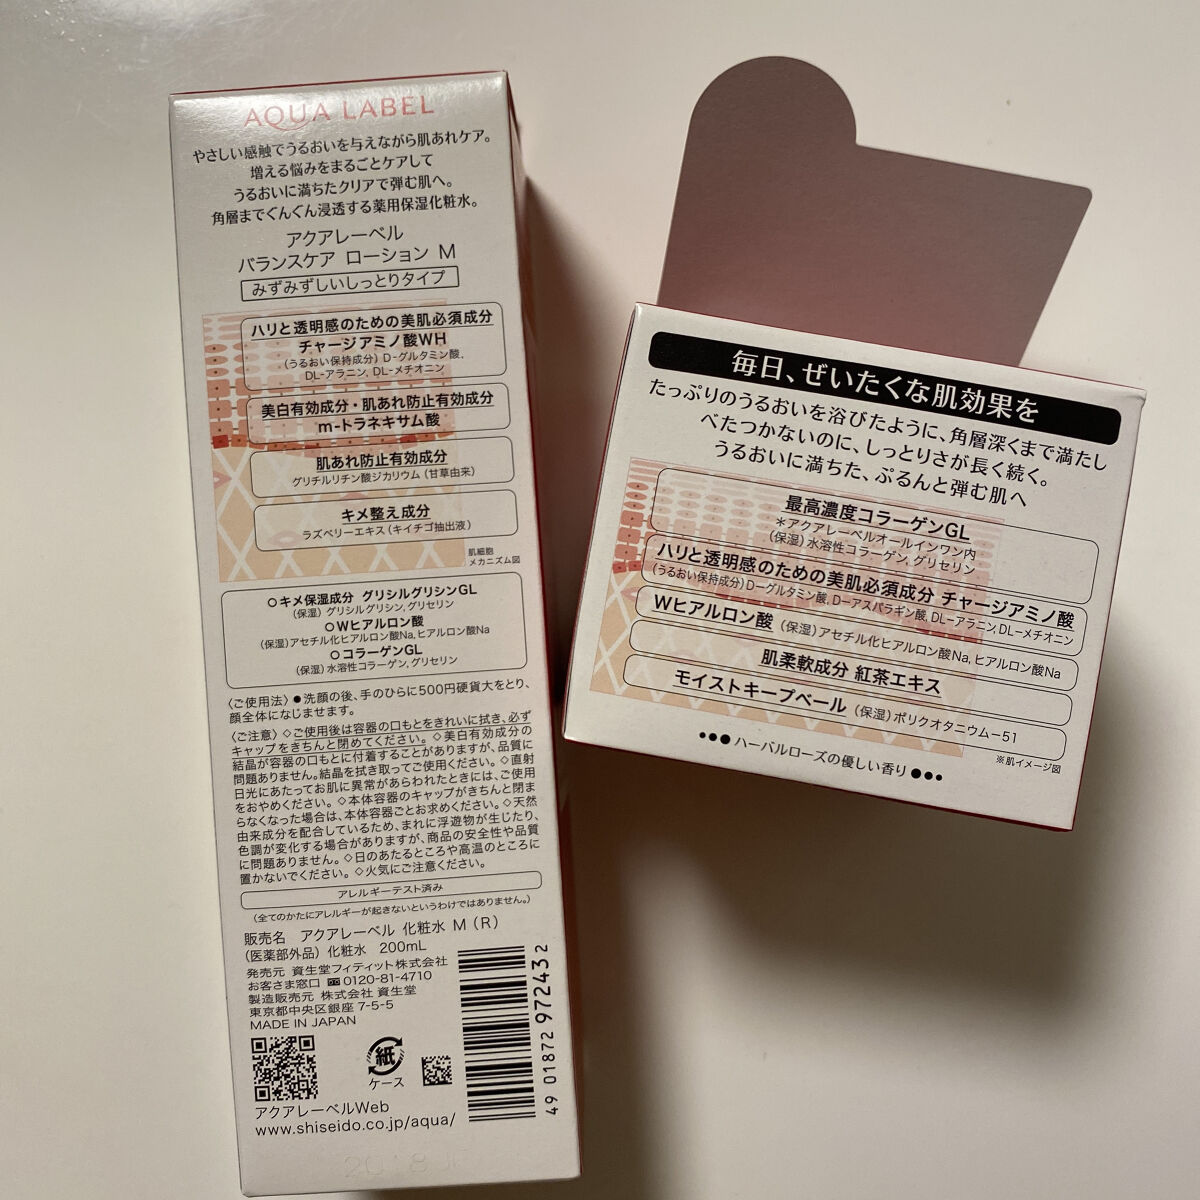 AQUA LABEL
やさしい感触でうるおいを与えながら肌あれケア。
増える悩みをまるごとケアして
うるおいに満ちたクリアで弾む肌へ。
角層までぐんぐん浸透する薬用保湿化粧水。
アクアレーベル
バランスケア ローション M
みずみずしいしっとりタイプ
ハリと透明感のための美肌必須成分
チャージアミノ酸WH
(うるおい保持成分) D-グルタミン酸,
DL-アラニン, DL-メチオニン
美白有効成分・肌あれ防止有効成分
m-トラネキサム酸
肌あれ防止有効成分
グリチルリチン酸ジカリウム (甘草由来)
キメ整え成分
ラズベリーエキス (キイチゴ抽出液)
肌細胞
メカニズム図
○キメ保湿成分 グリシルグリシンGL
(保湿) グリシルグリシン, グリセリン
○Wヒアルロン酸
(保湿)アセチル化ヒアルロン酸Na, ヒアルロン酸Na
○コラーゲンGL
(保湿) 水溶性コラーゲン, グリセリン
〈ご使用法〉●洗顔の後、手のひらに500円硬貨大をとり、
顔全体になじませます。
〈ご注意〉◇ご使用後は容器の口もとをきれいに拭き、必ず
キャップをきちんと閉めてください。◇美白有効成分の
結晶が容器の口もとに付着することがありますが、品質に
問題ありません。結晶を拭き取ってご使用ください。◇直射
日光にあたってお肌に異常があらわれたときには、ご使用
をおやめください。◇本体容器のキャップがきちんと閉ま
らなくなった場合は、本体容器ごとお求めください。◇天然
由来成分を配合しているため、まれに浮遊物が生じたり、
色調が変化する場合がありますが、商品の安全性や品質
に問題ありません。◇日のあたるところや高温のところに
置かないでください。◇火気にご注意ください。
アレルギーテスト済み
(全てのかたにアレルギーが起きないというわけではありません。)
販売名 アクアレーベル 化粧水 M (R)
(医薬部外品) 化粧水 200mL
発売元 資生堂フィティット株式会社
お客さま窓口 0120-81-4710
製造販売元 株式会社 資生堂
東京都中央区銀座 7-5-5
MADE IN JAPAN
紙
ケース
アクアレーベルWeb
www.shiseido.co.jp/aqua/
49 01872 972432
毎日、ぜいたくな肌効果を
たっぷりのうるおいを浴びたように、角層深くまで満たし
べたつかないのに、しっとりさが長く続く。
うるおいに満ちた、ぷるんと弾む肌へ
最高濃度コラーゲンGL
＊アクアレーベルオールインワン内
(保湿) 水溶性コラーゲン, グリセリン
ハリと透明感のための美肌必須成分 チャージアミノ酸
(うるおい保持成分) D-グルタミン酸, D-アスパラギン酸, DL-アラニン, DL-メチオニン
Wヒアルロン酸 (保湿)アセチル化ヒアルロン酸Na, ヒアルロン酸Na
肌柔軟成分 紅茶エキス
モイストキープベール (保湿) ポリクオタニウム-51
※肌イメージ図
●●●ハーバルローズの優しい香り●●●